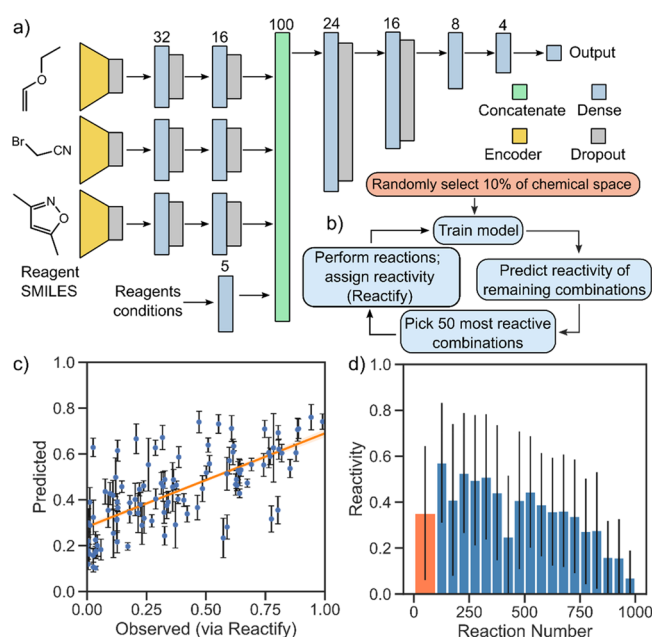 a)
32
16
100
24
16
8
4
Output
O
Concatenate
Dense
Encoder
Dropout
Br
CN
N
O
Reagent
SMILES
5
Reagents
conditions
Randomly select 10% of chemical space
b)
Train model
Perform reactions;
assign reactivity
(Reactify)
Predict reactivity of
remaining combinations
Pick 50 most reactive
combinations
c)
1.0
0.8
0.6
0.4
0.2
0.0
Predicted
0.00
0.25
0.50
0.75
1.00
Observed (via Reactify)
d)
1.0
0.8
0.6
0.4
0.2
0.0
Reactivity
0
250
500
750
1000
Reaction Number